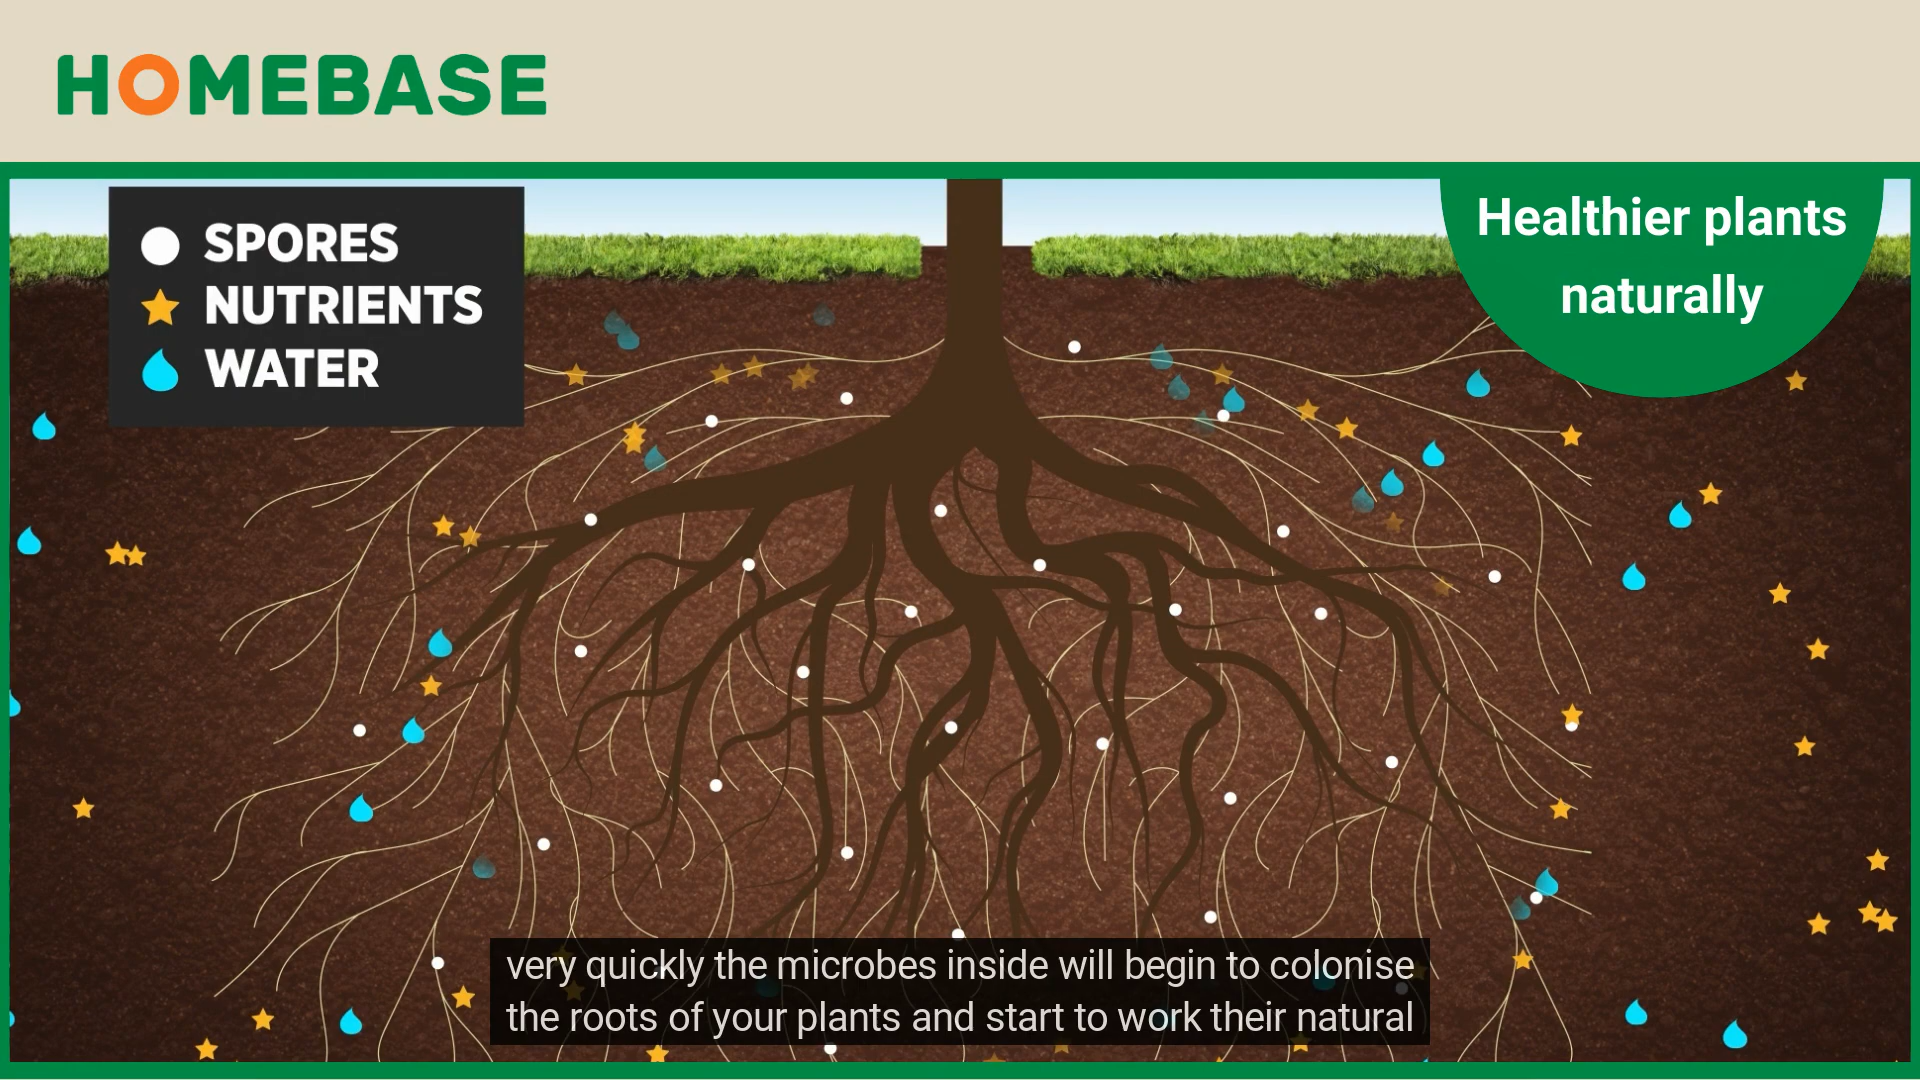 HOMEBASE
SPORES
NUTRIENTS
WATER
Healthier plants
naturally
very quickly the microbes inside will begin to colonise
the roots of your plants and start to work their natural